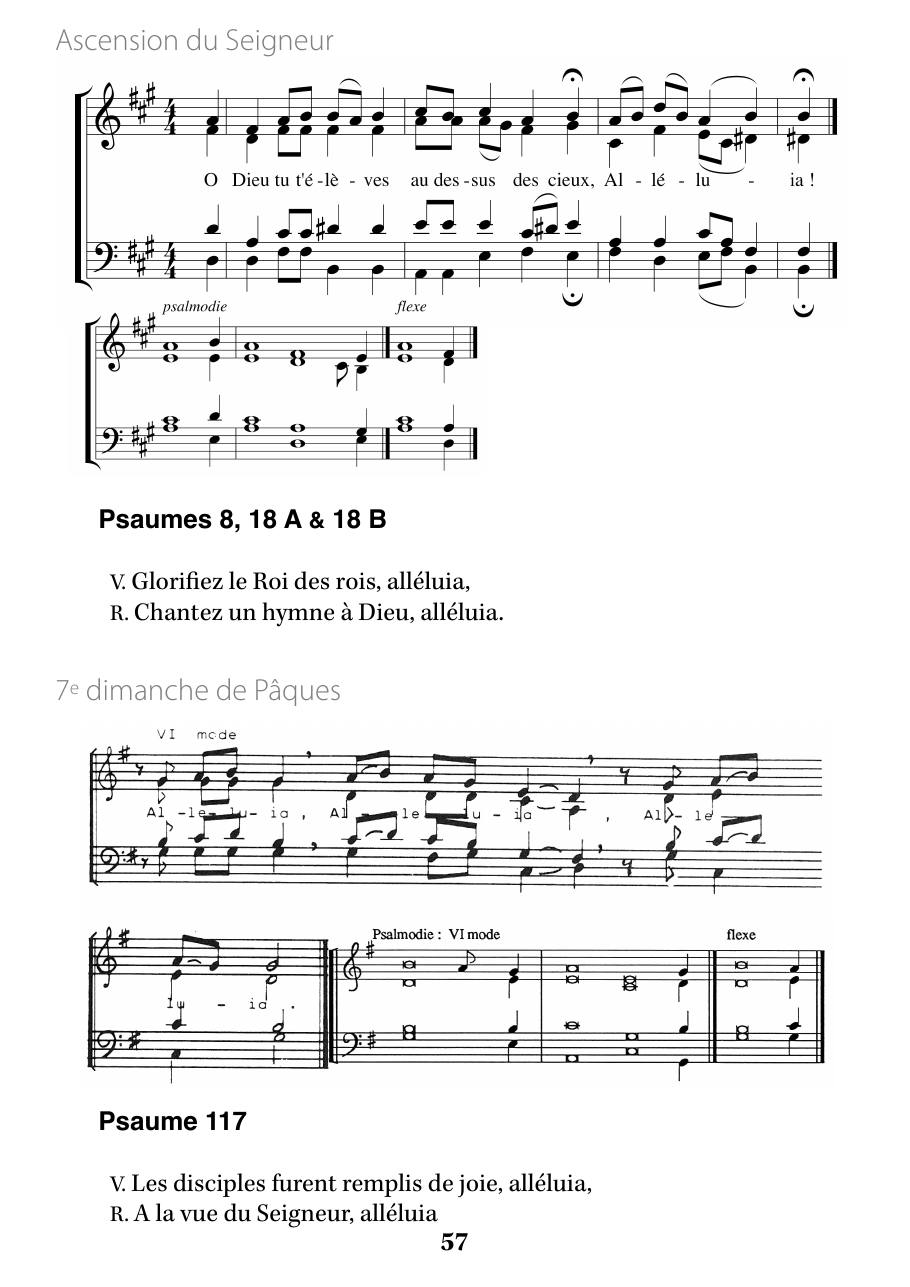 Ascension du Seigneur
O Dieu tu t'é - lè - ves au des - sus des cieux, Al - lé - lu - ia !
psalmodie flexe
Psaumes 8, 18 A & 18 B
V. Glorifiez le Roi des rois, alléluia,
R. Chantez un hymne à Dieu, alléluia.
7e dimanche de Pâques
VI mode
Al - le - lu - ia , Al - le - lu - ia , Al - le
Psalmodie : VI mode flexe
lu - ia .
Psaume 117
V. Les disciples furent remplis de joie, alléluia,
R. A la vue du Seigneur, alléluia
57